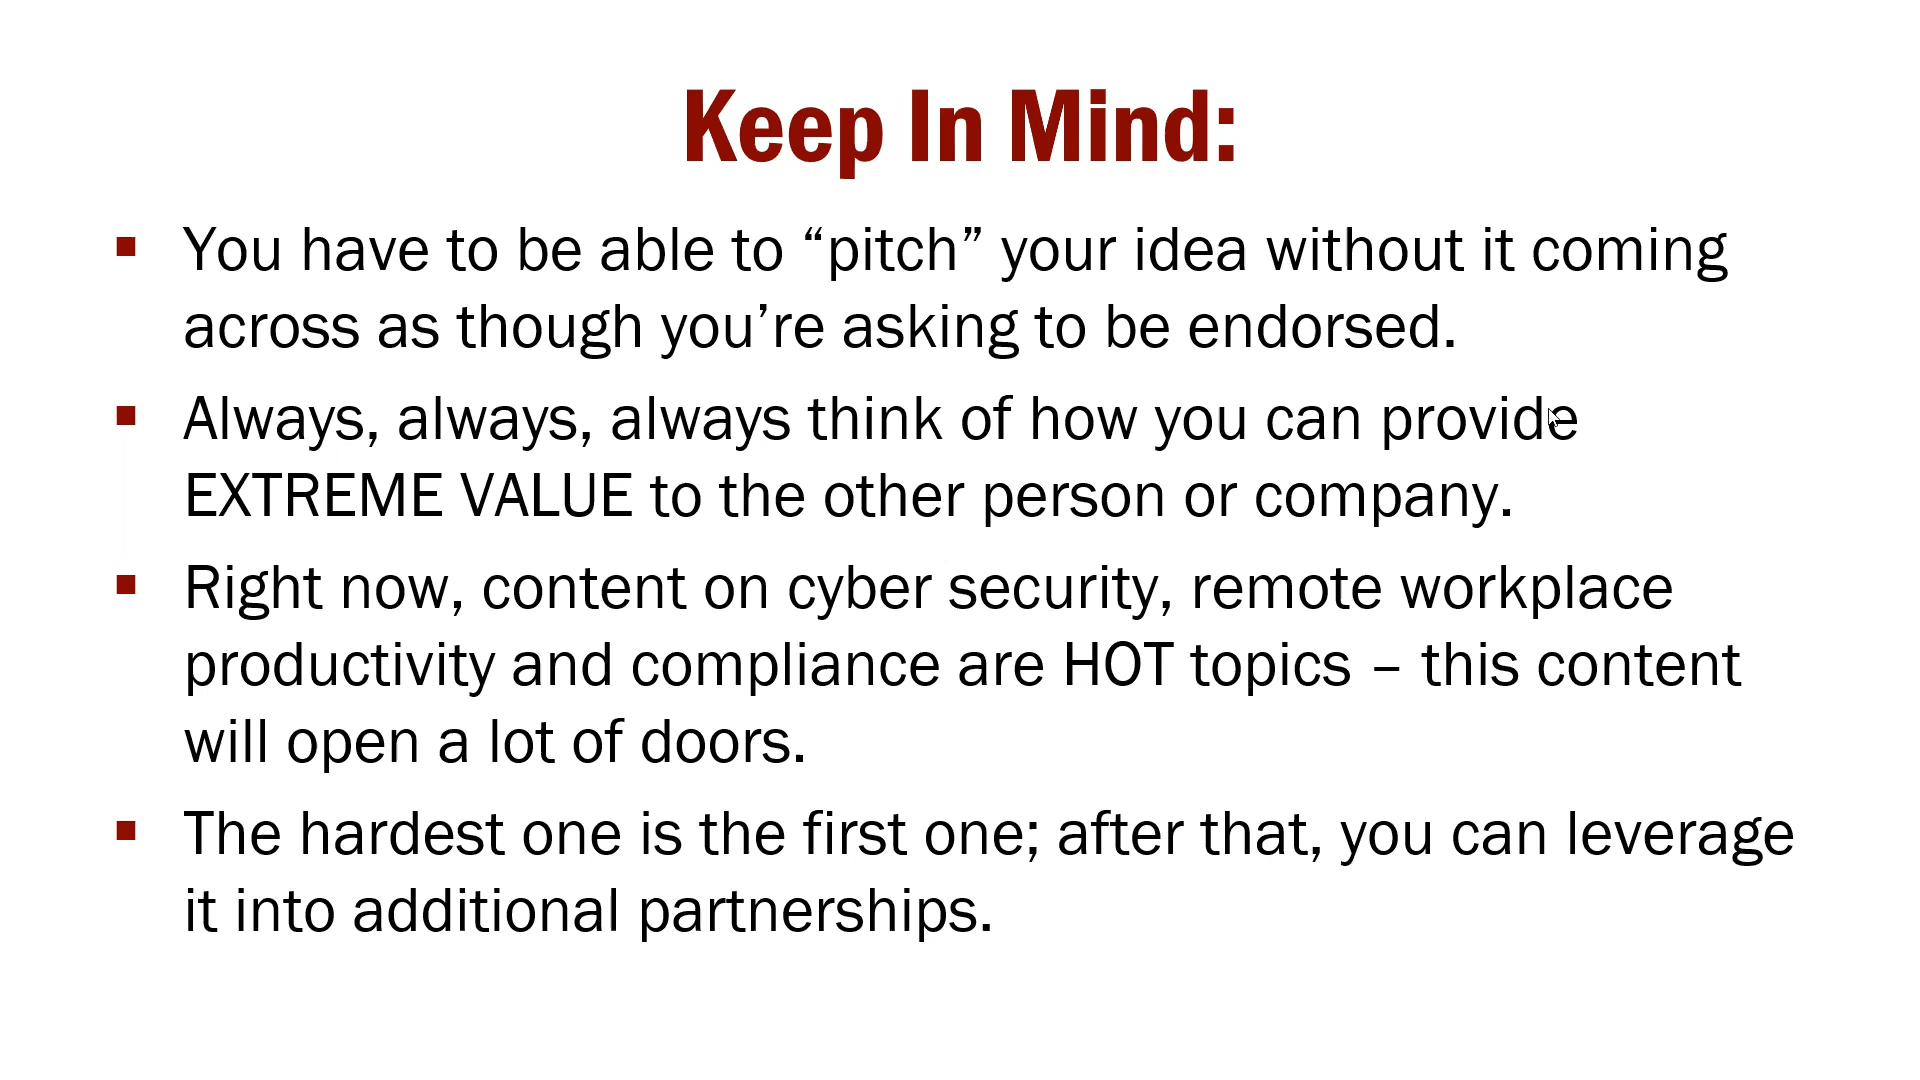 Keep In Mind:
You have to be able to “pitch” your idea without it coming
across as though you’re asking to be endorsed.
Always, always, always think of how you can provide
EXTREME VALUE to the other person or company.
Right now, content on cyber security, remote workplace
productivity and compliance are HOT topics – this content
will open a lot of doors.
The hardest one is the first one; after that, you can leverage
it into additional partnerships.